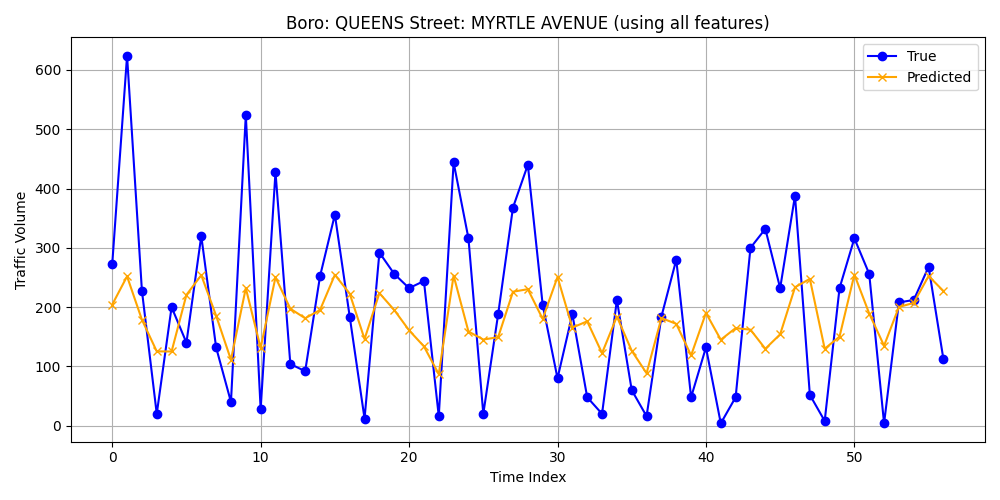 Boro: QUEENS Street: MYRTLE AVENUE (using all features)
True
Predicted
Traffic Volume
600
500
400
300
200
100
0
0 10 20 30 40 50
Time Index